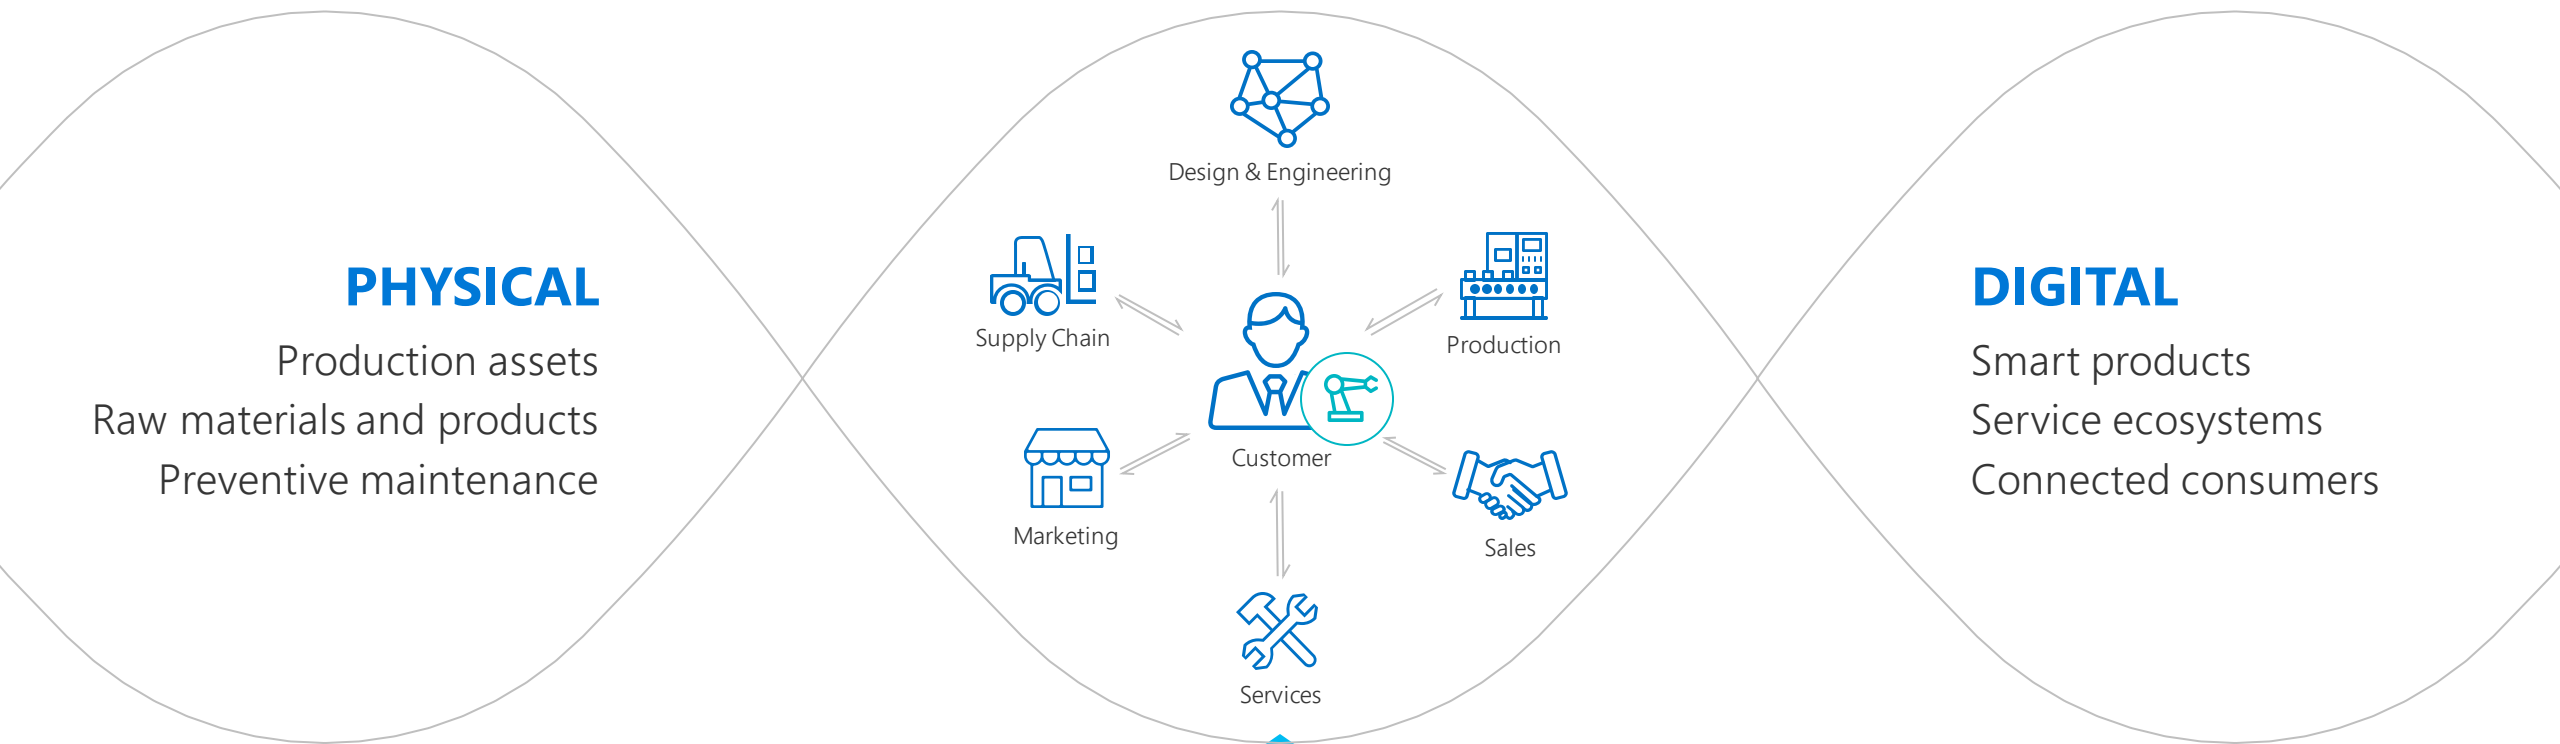 PHYSICAL
Production assets
Raw materials and products
Preventive maintenance
Design & Engineering
Supply Chain
Production
Customer
Marketing
Sales
Services
DIGITAL
Smart products
Service ecosystems
Connected consumers